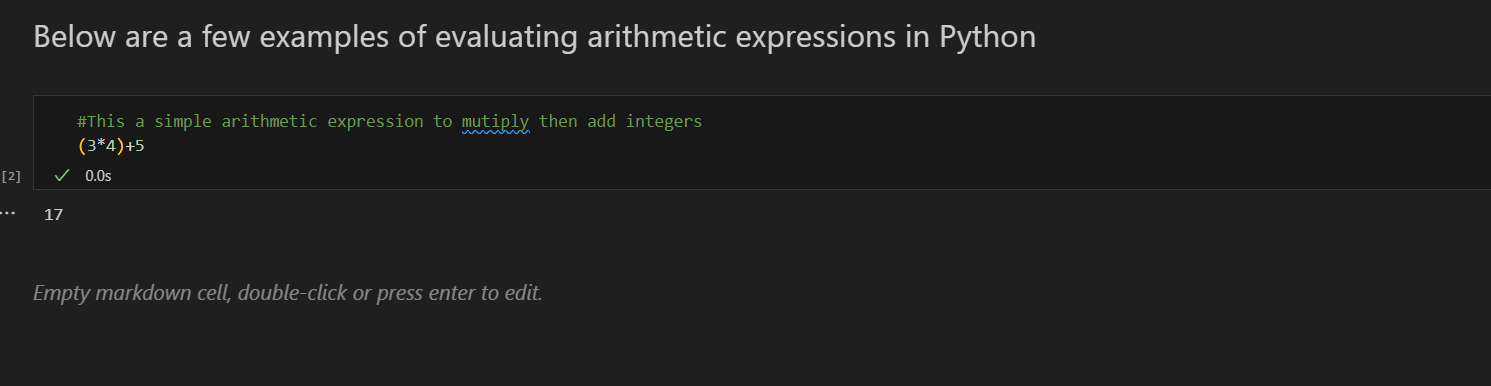 Below are a few examples of evaluating arithmetic expressions in Python
#This a simple arithmetic expression to mutiply then add integers
(3*4)+5
[2] 0.0s
... 17
Empty markdown cell, double-click or press enter to edit.